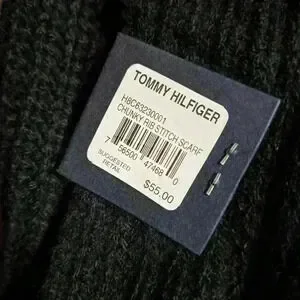 TOMMY HILFIGER
H8C63230001
CHUNKY RIB STITCH SCARF
7 56500 47468 0
SUGGESTED
RETAIL
$55.00